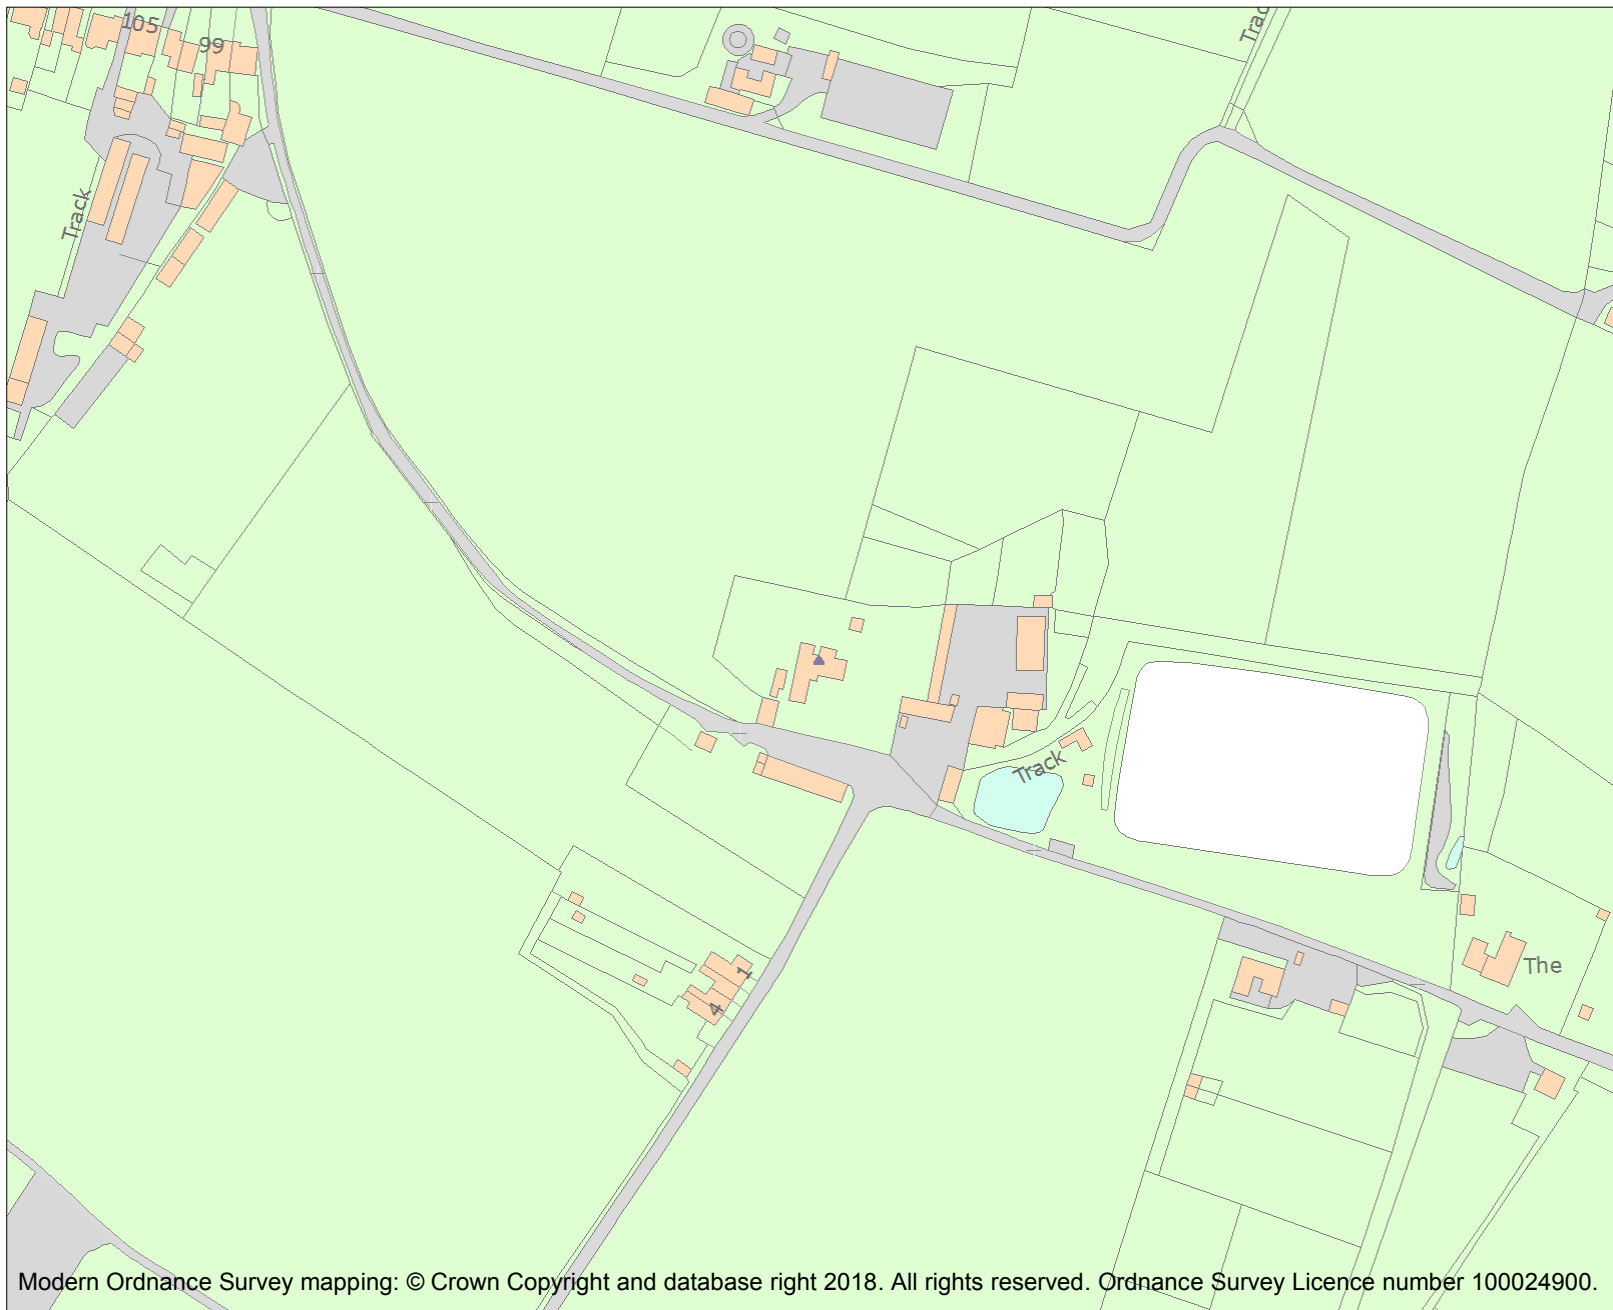 105
99
Trac
Track
Track
The
1
4
Modern Ordnance Survey mapping: © Crown Copyright and database right 2018. All rights reserved. Ordnance Survey Licence number 100024900.